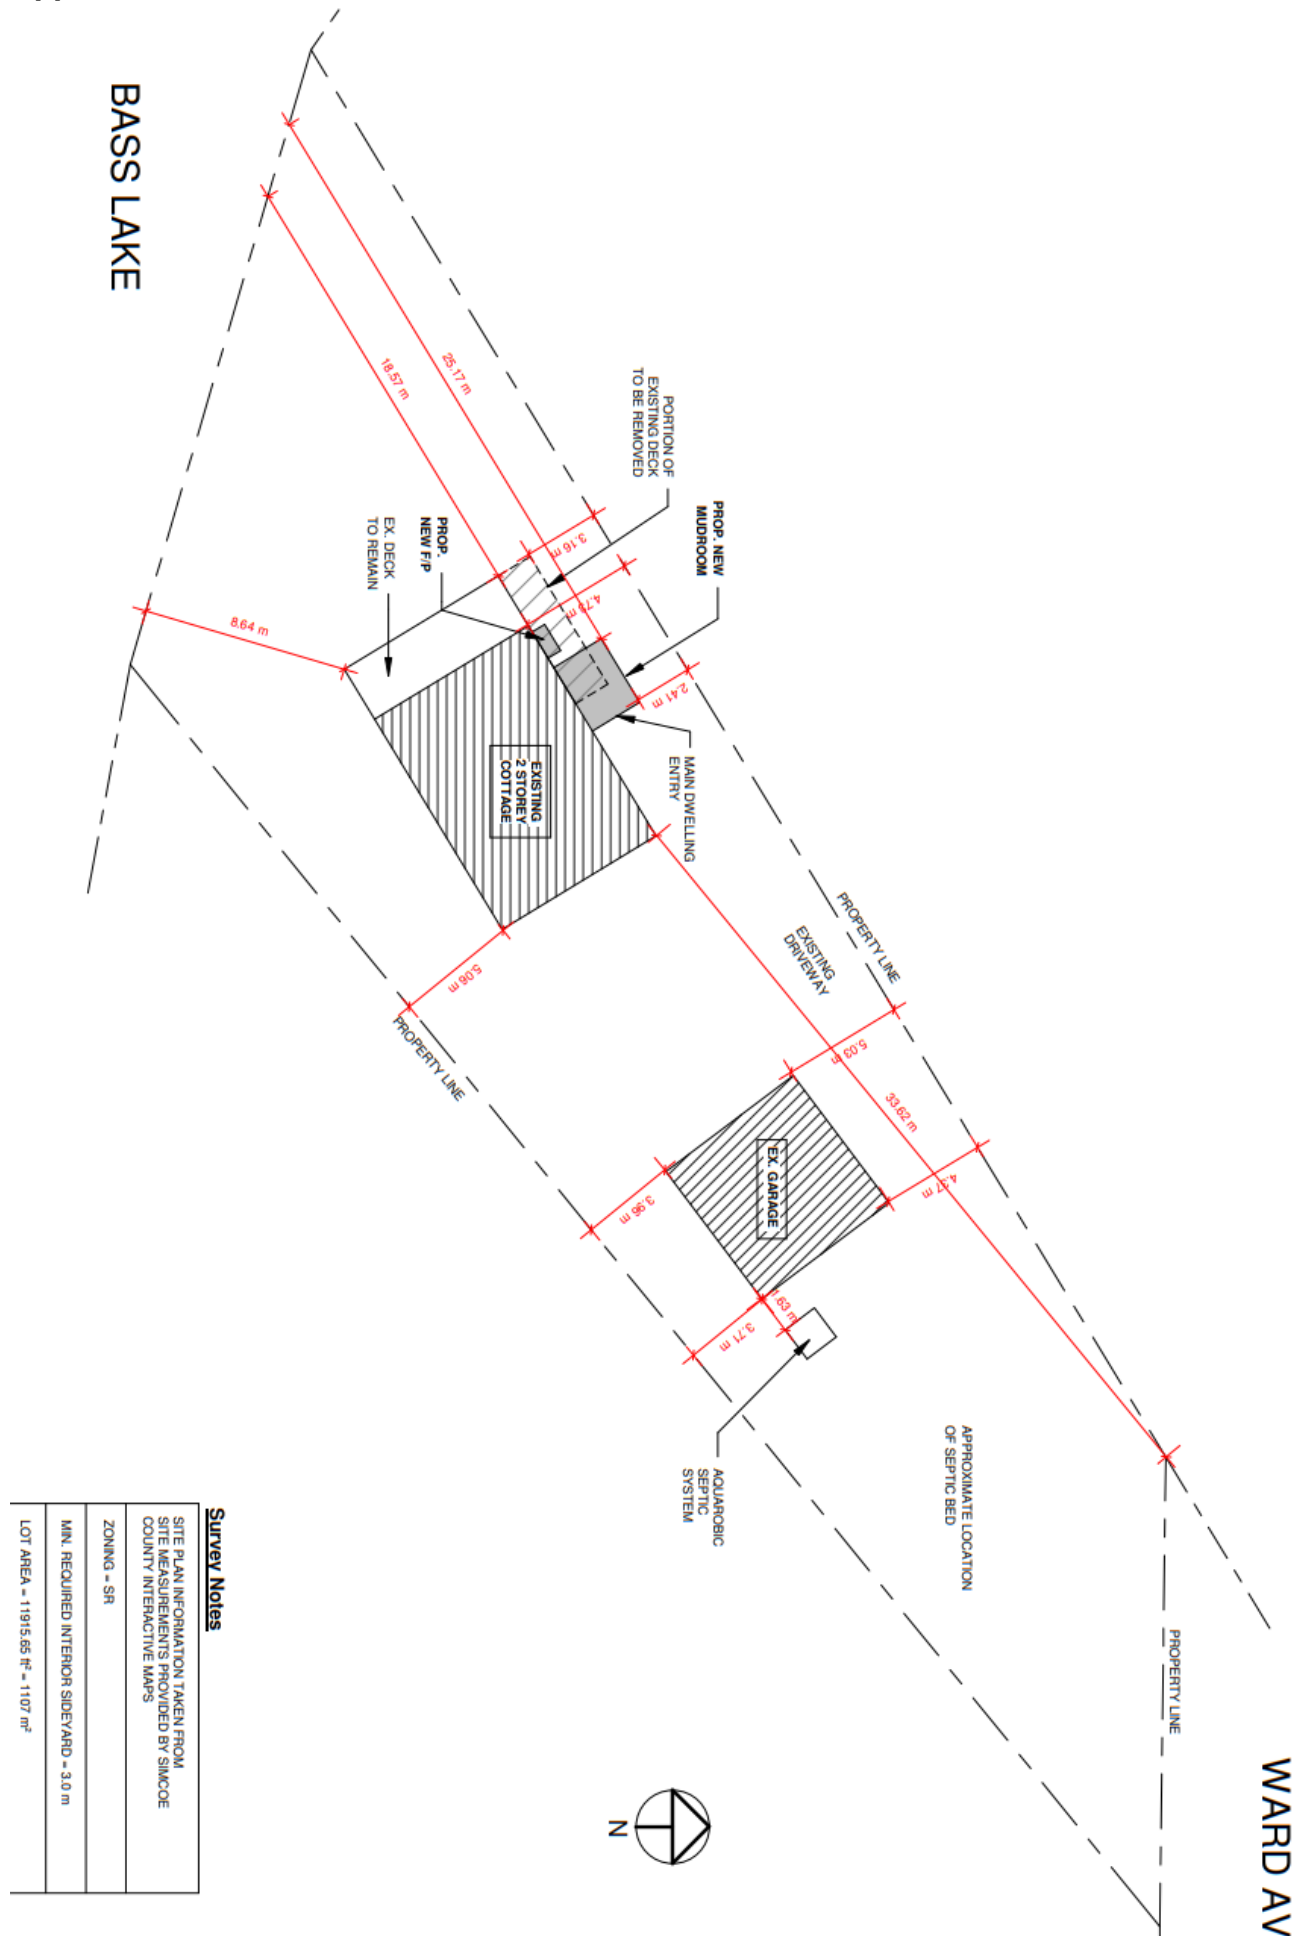 BASS LAKE
WARD AV
25.17 m
18.57 m
PORTION OF
EXISTING DECK
TO BE REMOVED
PROP. NEW
MUDROOM
3.16 m
4.73 m
2.41 m
PROP.
NEW F/P
EX. DECK
TO REMAIN
8.64 m
MAIN DWELLING
ENTRY
EXISTING
2 STOREY
COTTAGE
PROPERTY LINE
EXISTING
DRIVEWAY
5.06 m
PROPERTY LINE
5.03 m
33.62 m
EX. GARAGE
3.96 m
1.63 m
3.71 m
APPROXIMATE LOCATION
OF SEPTIC BED
AQUAROBIC
SEPTIC
SYSTEM
PROPERTY LINE
N
Survey Notes
SITE PLAN INFORMATION TAKEN FROM
SITE MEASUREMENTS PROVIDED BY SIMCOE
COUNTY INTERACTIVE MAPS
ZONING = SR
MIN. REQUIRED INTERIOR SIDEYARD = 3.0 m
LOT AREA = 11915.65 ft² = 1107 m²